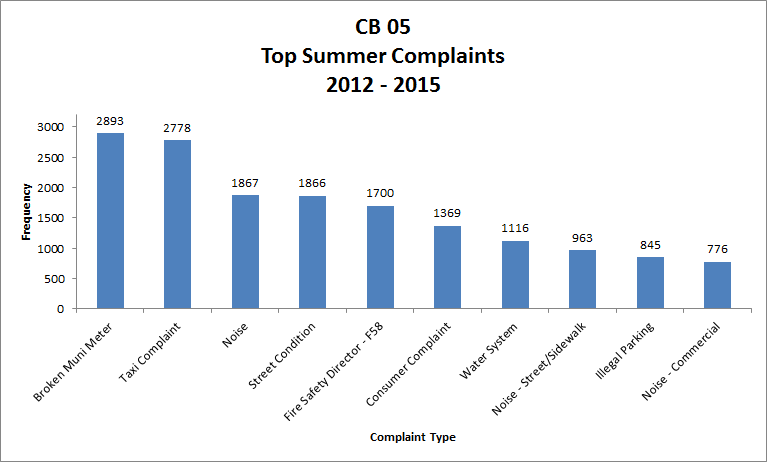 CB 05
Top Summer Complaints
2012 - 2015
Frequency
3000
2500
2000
1500
1000
500
0
2893
2778
1867
1866
1700
1369
1116
963
845
776
Broken Muni Meter
Taxi Complaint
Noise
Street Condition
Fire Safety Director - F58
Consumer Complaint
Water System
Noise - Street/Sidewalk
Illegal Parking
Noise - Commercial
Complaint Type